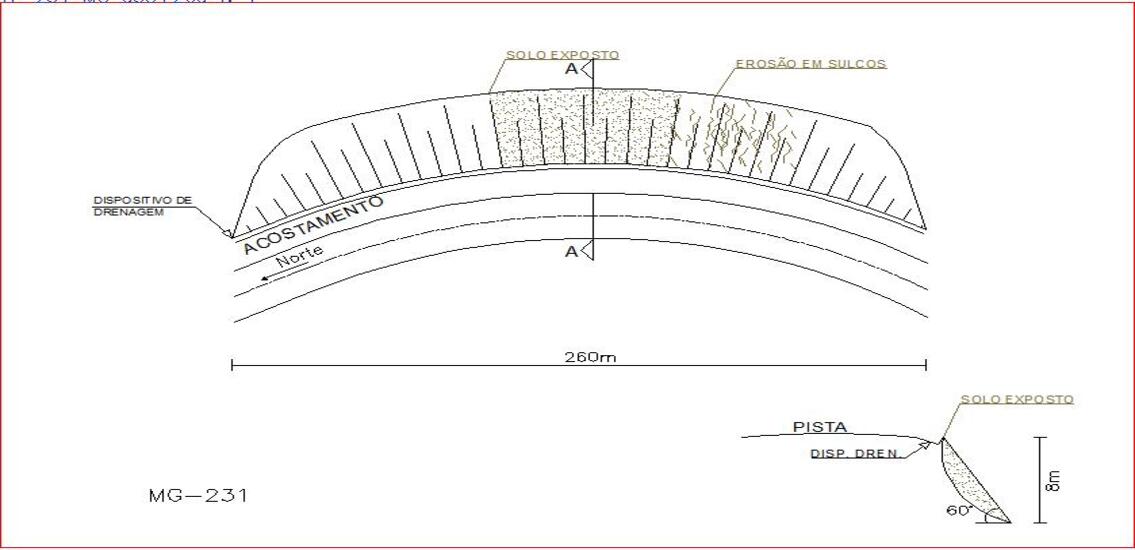 SOLO EXPOSTO
A
EROSÃO EM SULCOS
DISPOSITIVO DE
DRENAGEM
ACOSTAMENTO
Norte
A
260m
SOLO EXPOSTO
PISTA
DISP. DREN.
8m
60°
MG-231